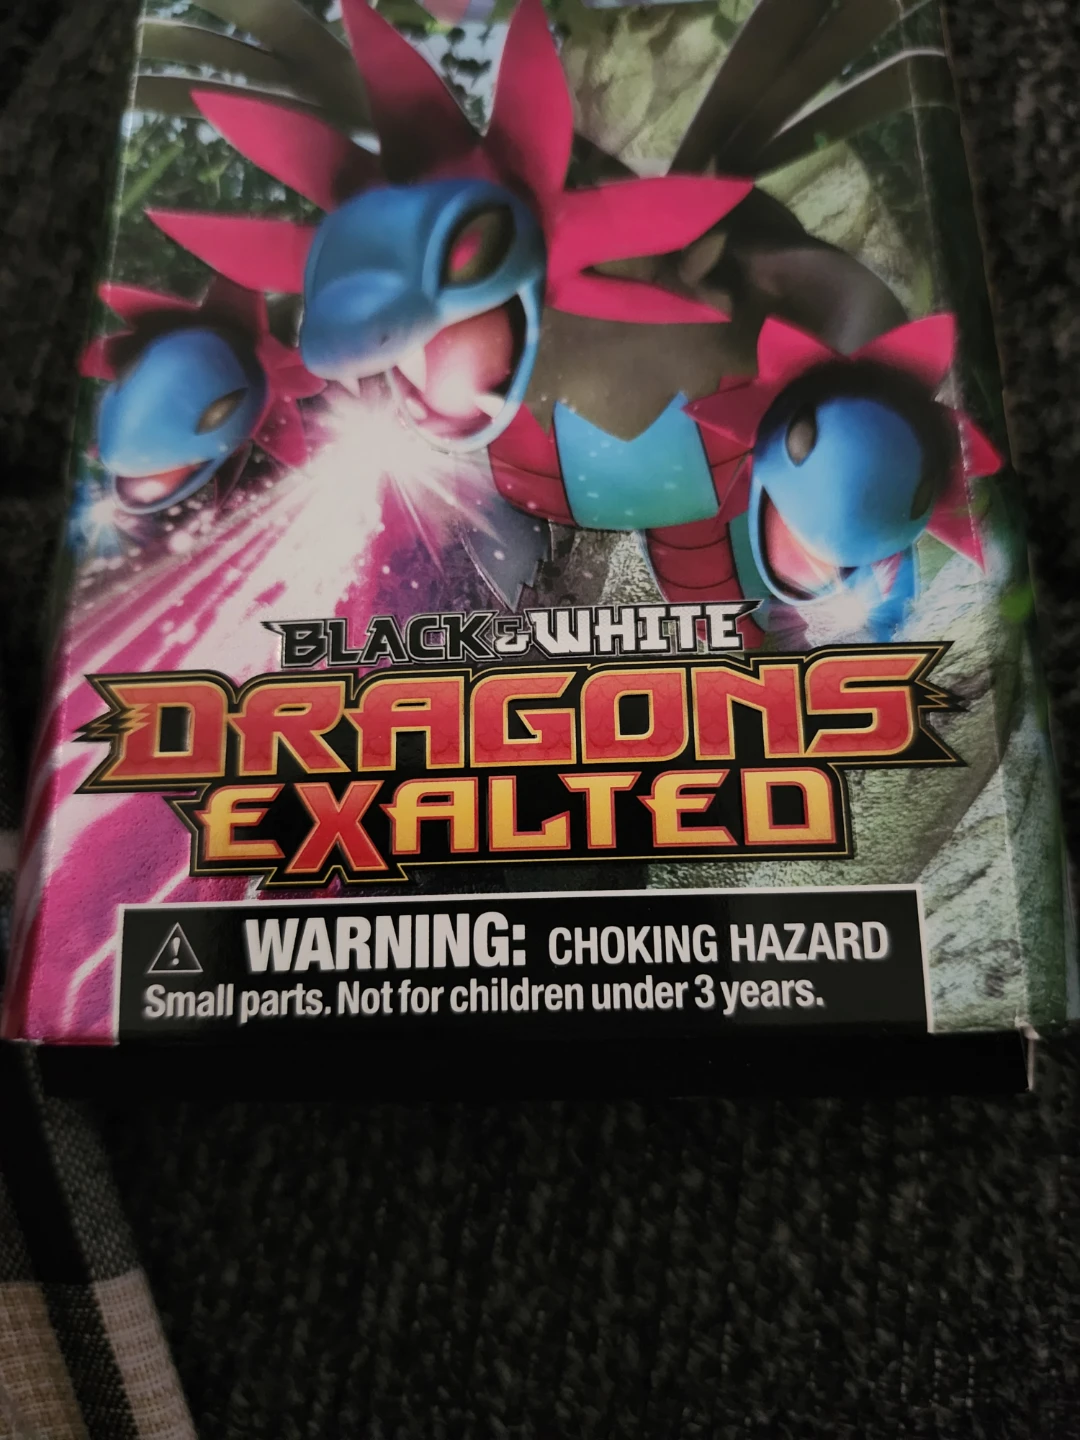 BLACK & WHITE
DRAGONS
EXALTED
WARNING: CHOKING HAZARD
Small parts. Not for children under 3 years.